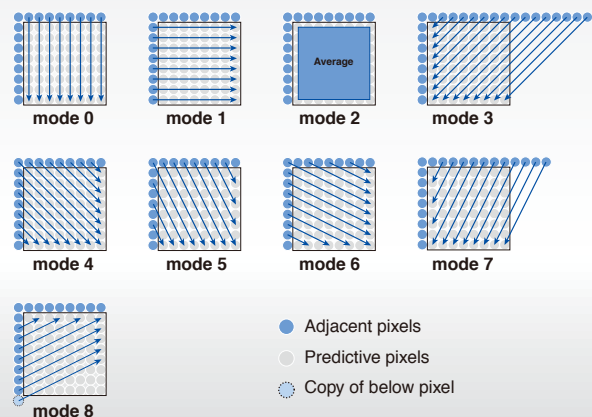 Average
mode 0
mode 1
mode 2
mode 3
mode 4
mode 5
mode 6
mode 7
mode 8
Adjacent pixels
Predictive pixels
Copy of below pixel